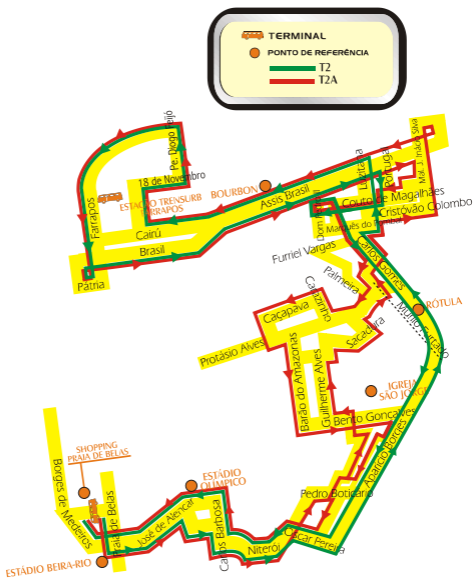 TERMINAL
PONTO DE REFERÊNCIA
T2
T2A
Pe. Diogo Feijó
Mal. J. Inácio Silva
18 de Novembro
BOURBON
Assis Brasil
Portugal
ESTAÇÃO TRENSURB
FARRAPOS
Farrapos
Couto de Magalhães
Cristóvão Colombo
Cairú
Dom Pedro II
Marquês do Pombal
Brasil
Furriel Vargas
Carlos Gomes
Pátria
Palmeira
Carazinho
Caçapava
RÓTULA
Nilo Furtado
Sacadura
Protásio Alves
Barão do Amazonas
Guilherme Alves
IGREJA
SÃO JORGE
Bento Gonçalves
SHOPPING
PRAIA DE BELAS
Aparício Borges
Borges de Medeiros
ESTÁDIO
OLÍMPICO
Pedro Boticário
Praia de Belas
José de Alencar
Carlos Barbosa
Oscar Pereira
Niterói
ESTÁDIO BEIRA-RIO